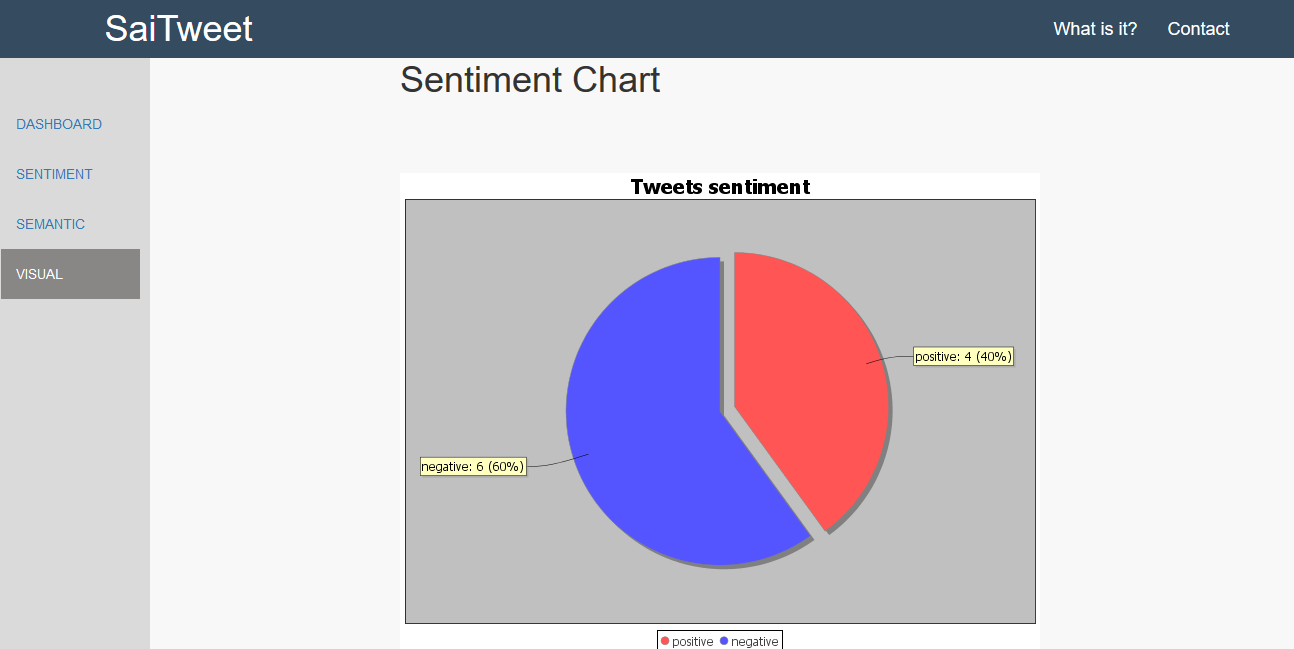 SaiTweet
What is it?
Contact
DASHBOARD
SENTIMENT
SEMANTIC
VISUAL
Sentiment Chart
Tweets sentiment
positive: 4 (40%)
negative: 6 (60%)
positive negative